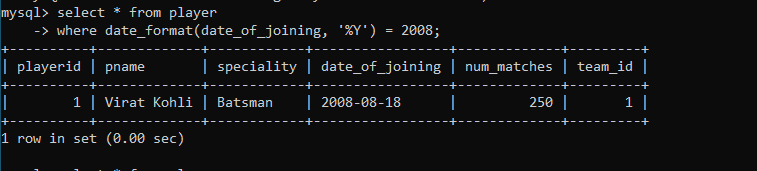 mysql> select * from player
    -> where date_format(date_of_joining, '%Y') = 2008;
+----------+-------------+------------+-----------------+-------------+---------+
| playerid | pname       | speciality | date_of_joining | num_matches | team_id |
+----------+-------------+------------+-----------------+-------------+---------+
|        1 | Virat Kohli | Batsman    | 2008-08-18      |         250 |       1 |
+----------+-------------+------------+-----------------+-------------+---------+
1 row in set (0.00 sec)